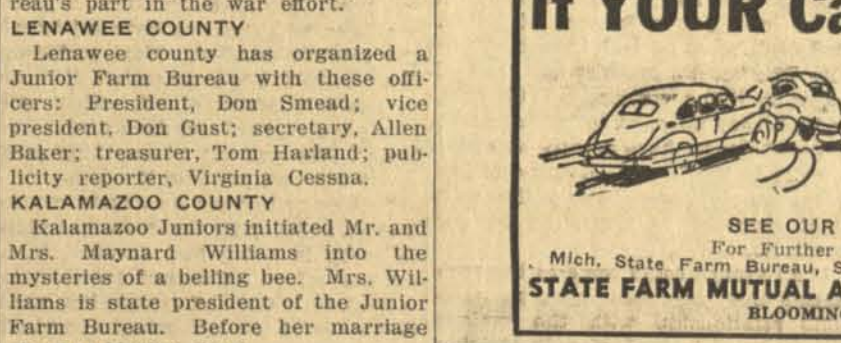 reau's part in the war effort.
LENAWEE COUNTY
Lenawee county has organized a
Junior Farm Bureau with these offi-
cers: President, Don Smead; vice
president, Don Gust; secretary, Allen
Baker; treasurer, Tom Harland; pub-
licity reporter, Virginia Cessna.
KALAMAZOO COUNTY
Kalamazoo Juniors initiated Mr. and
Mrs. Maynard Williams into the
mysteries of a belling bee. Mrs. Wil-
liams is state president of the Junior
Farm Bureau. Before her marriage
If YOUR Ca
SEE OUR
For Further
Mich. State Farm Bureau, S
STATE FARM MUTUAL A
BLOOMING